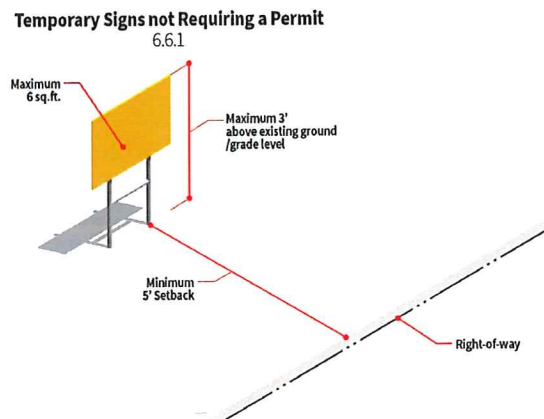 Temporary Signs not Requiring a Permit
6.6.1
Maximum
6 sq.ft.
Maximum 3'
above existing ground
/grade level
Minimum
5' Setback
Right-of-way